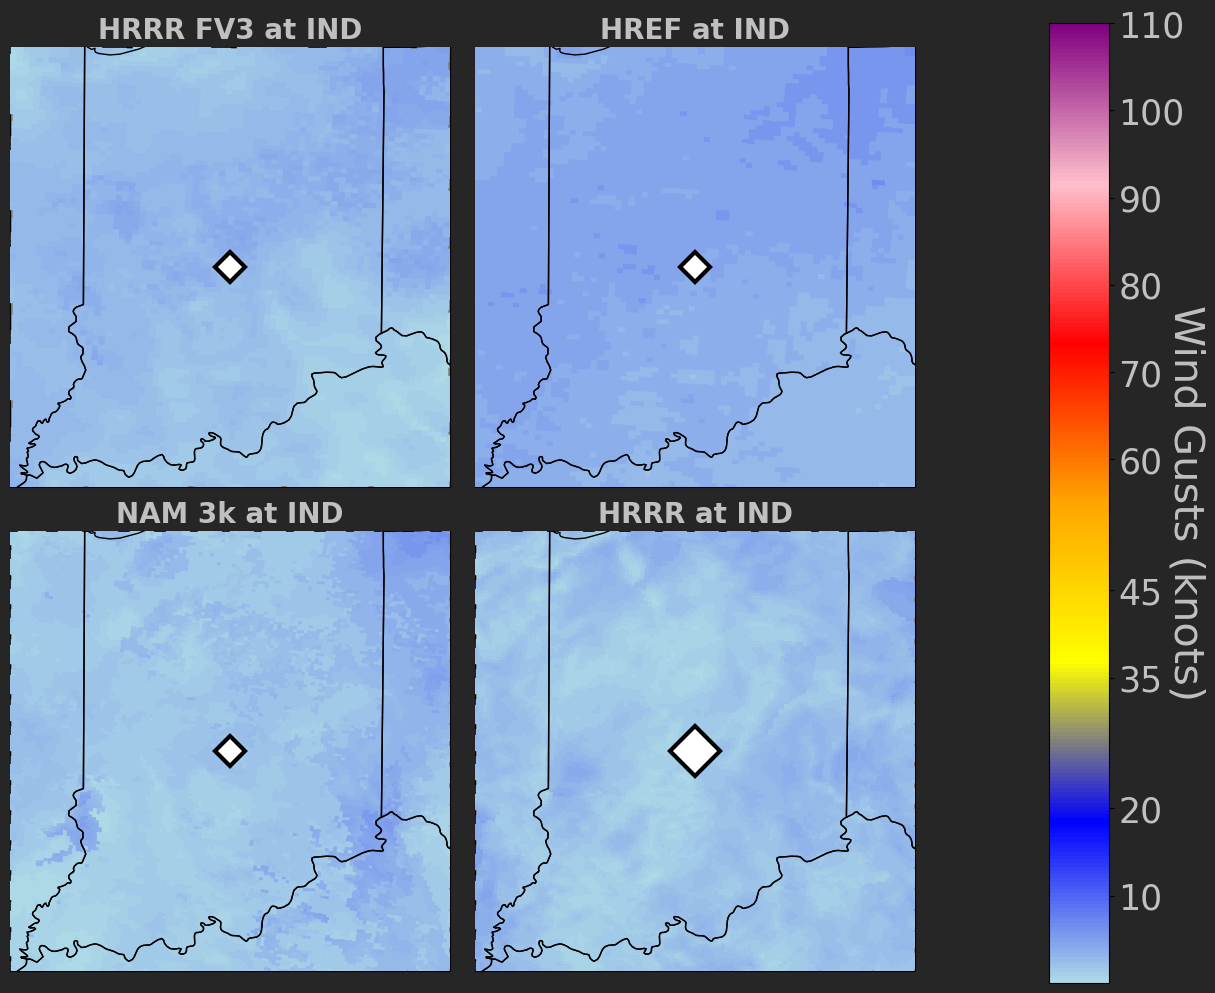 HRRR FV3 at IND
HREF at IND
NAM 3k at IND
HRRR at IND
110
100
90
80
70
60
45
35
20
10
Wind Gusts (knots)